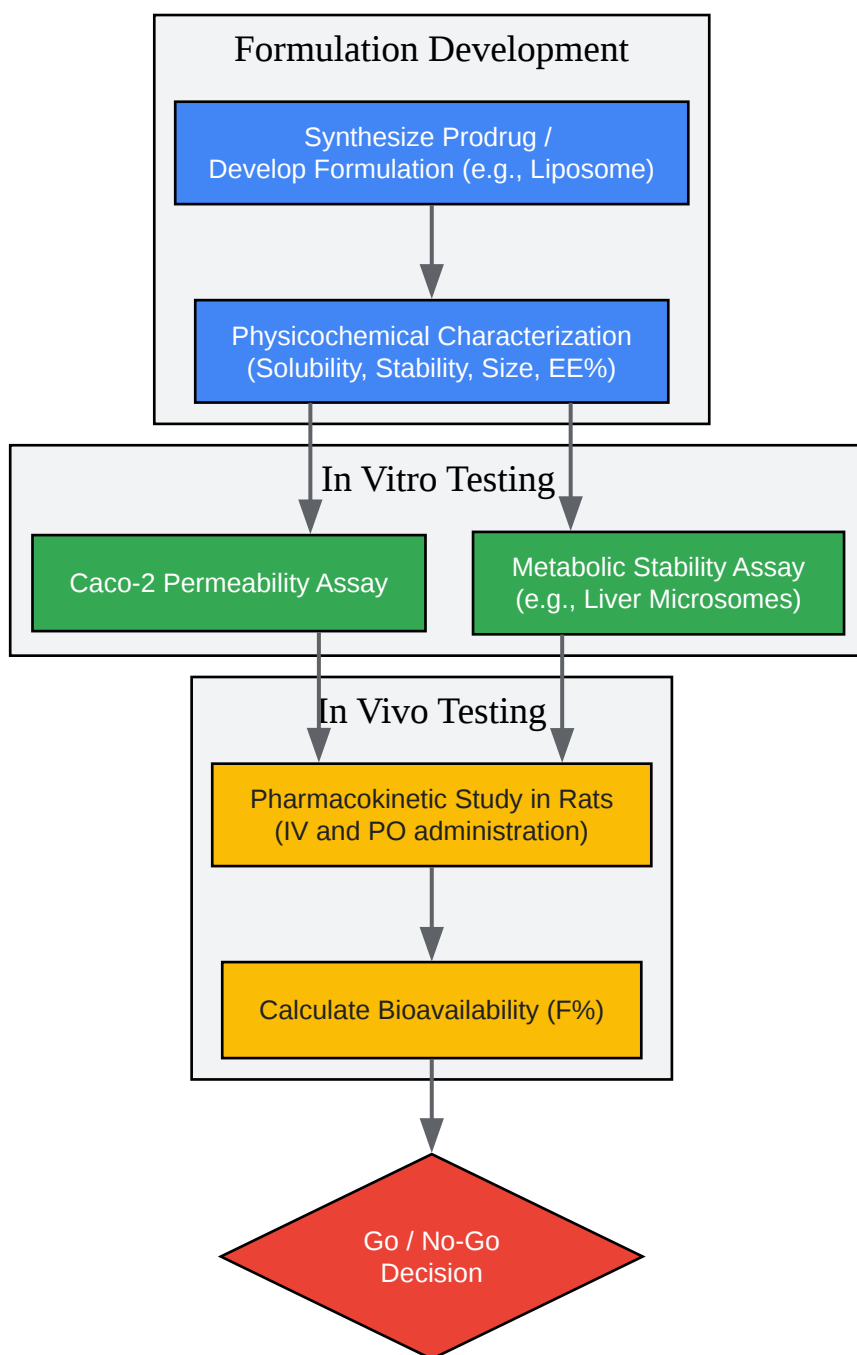 Formulation Development
Synthesize Prodrug /
Develop Formulation (e.g., Liposome)
Physicochemical Characterization
(Solubility, Stability, Size, EE%)
In Vitro Testing
Caco-2 Permeability Assay
Metabolic Stability Assay
(e.g., Liver Microsomes)
In Vivo Testing
Pharmacokinetic Study in Rats
(IV and PO administration)
Calculate Bioavailability (F%)
Go / No-Go
Decision